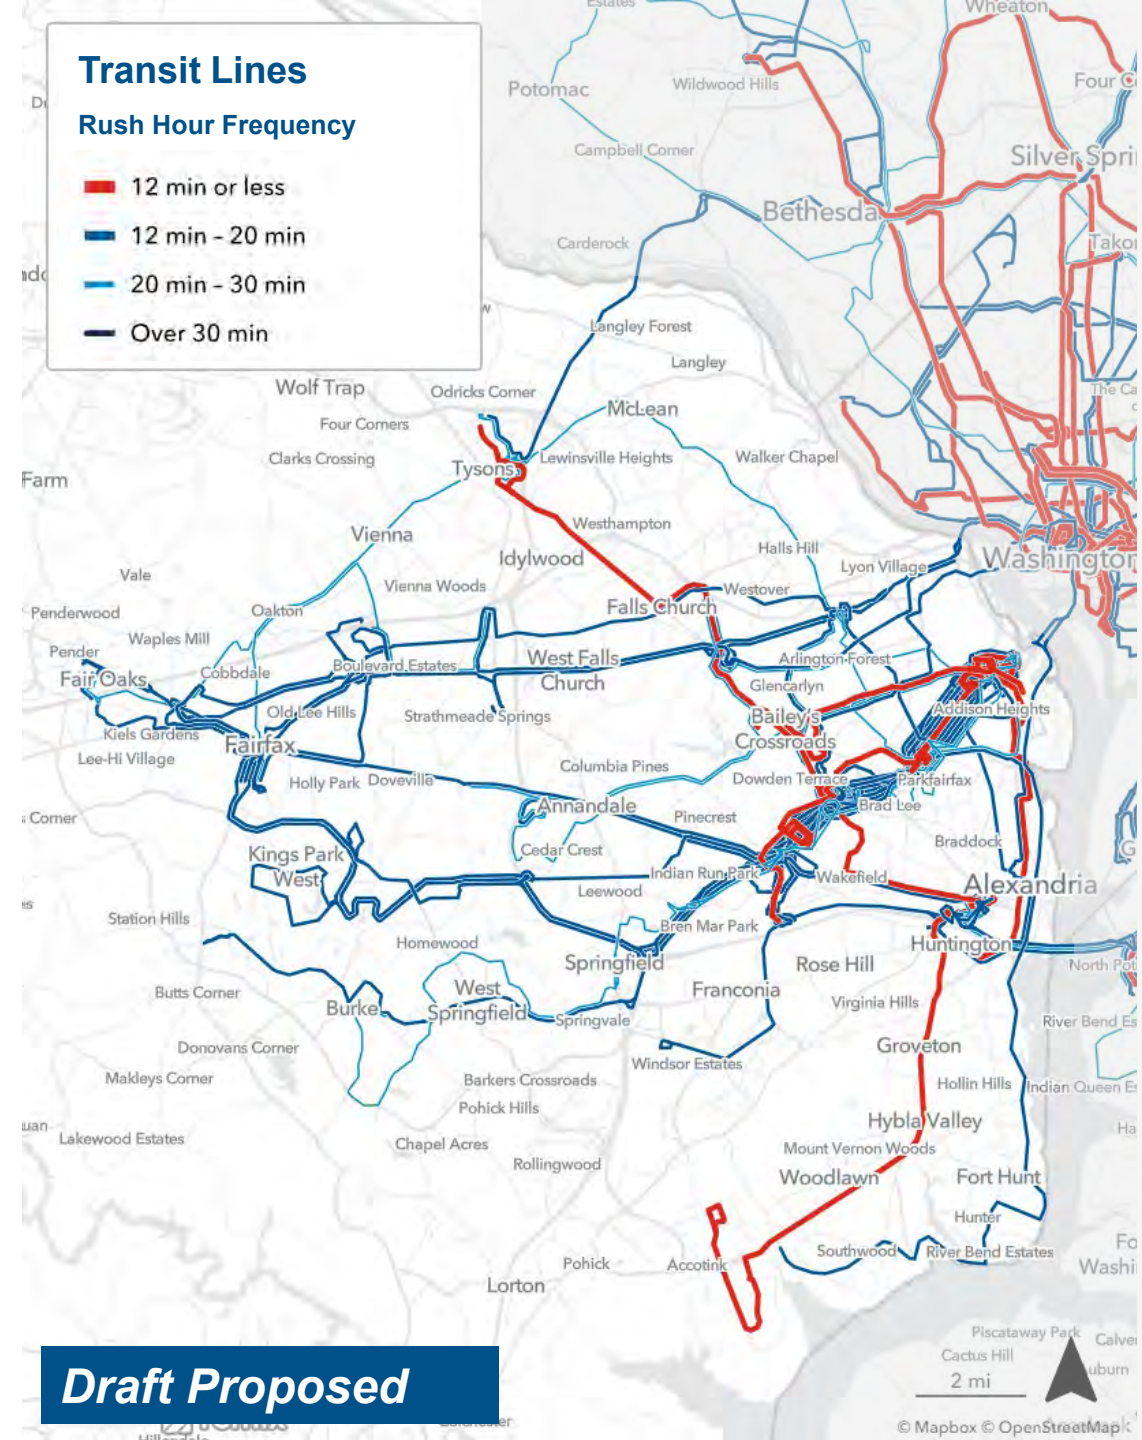 Transit Lines
Rush Hour Frequency
12 min or less
12 min - 20 min
20 min - 30 min
Over 30 min
Estates
Wheaton
Potomac
Wildwood Hills
Campbell Corner
Bethesda
Carderock
Langley Forest
Langley
Wolf Trap
Odricks Corner
McLean
Four Corners
Clarks Crossing
Tysons
Lewinsville Heights
Walker Chapel
Farm
Westhampton
Vienna
Idylwood
Halls Hill
Lyon Village
Washington
Vale
Vienna Woods
Westover
Penderwood
Oakton
Falls Church
Waples Mill
Pender
Fair Oaks
Cobbdale
Boulevard Estates
West Falls
Church
Arlington Forest
Glencarlyn
Old Lee Hills
Strathmeade Springs
Bailey's
Crossroads
Addison Heights
Kiels Gardens
Lee-Hi Village
Fairfax
Holly Park
Doveville
Columbia Pines
Dowden Terrace
Parkfairfax
Annandale
Brad Lee
Corner
Pinecrest
Cedar Crest
Braddock
Kings Park
West
Indian Run Park
Wakefield
Leewood
Alexandria
Station Hills
Bren Mar Park
Homewood
Huntington
Springfield
Rose Hill
Butts Corner
West
Springfield
Franconia
Virginia Hills
Burke
Springvale
Donovans Corner
Windsor Estates
Groveton
Makleys Corner
Barkers Crossroads
Hollin Hills
Pohick Hills
Hybla Valley
Lakewood Estates
Chapel Acres
Mount Vernon Woods
Rollingwood
Woodlawn
Fort Hunt
Hunter
Southwood
River Bend Estates
Pohick
Accotink
Lorton
Piscataway Park
Cactus Hill
2 mi
Draft Proposed
© Mapbox © OpenStreetMap